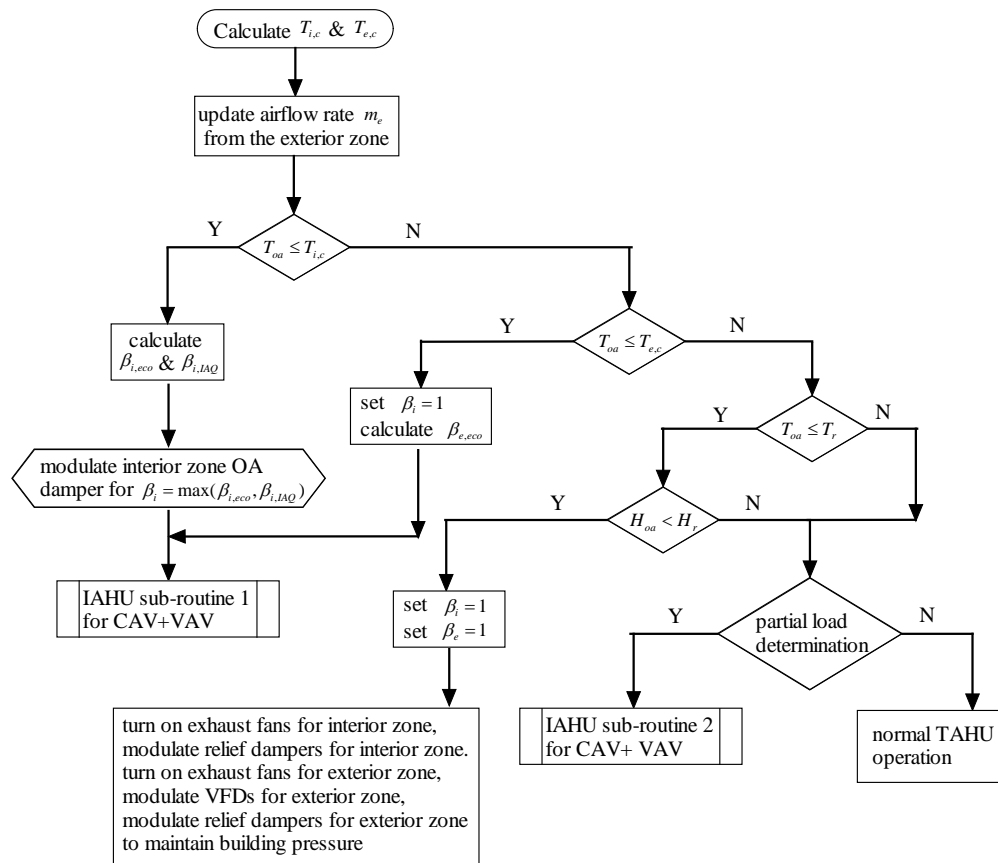 Calculate T_{i,c} & T_{e,c}
update airflow rate m_e
from the exterior zone
Y
N
T_{oa} ≤ T_{i,c}
Y
N
T_{oa} ≤ T_{e,c}
calculate
β_{i,eco} & β_{i,IAQ}
set β_i = 1
calculate β_{e,eco}
Y
N
T_{oa} ≤ T_r
modulate interior zone OA
damper for β_i = max(β_{i,eco}, β_{i,IAQ})
Y
N
H_{oa} < H_r
IAHU sub-routine 1
for CAV+VAV
set β_i = 1
set β_e = 1
Y
N
partial load
determination
turn on exhaust fans for interior zone,
modulate relief dampers for interior zone.
turn on exhaust fans for exterior zone,
modulate VFDs for exterior zone,
modulate relief dampers for exterior zone
to maintain building pressure
IAHU sub-routine 2
for CAV+ VAV
normal TAHU
operation